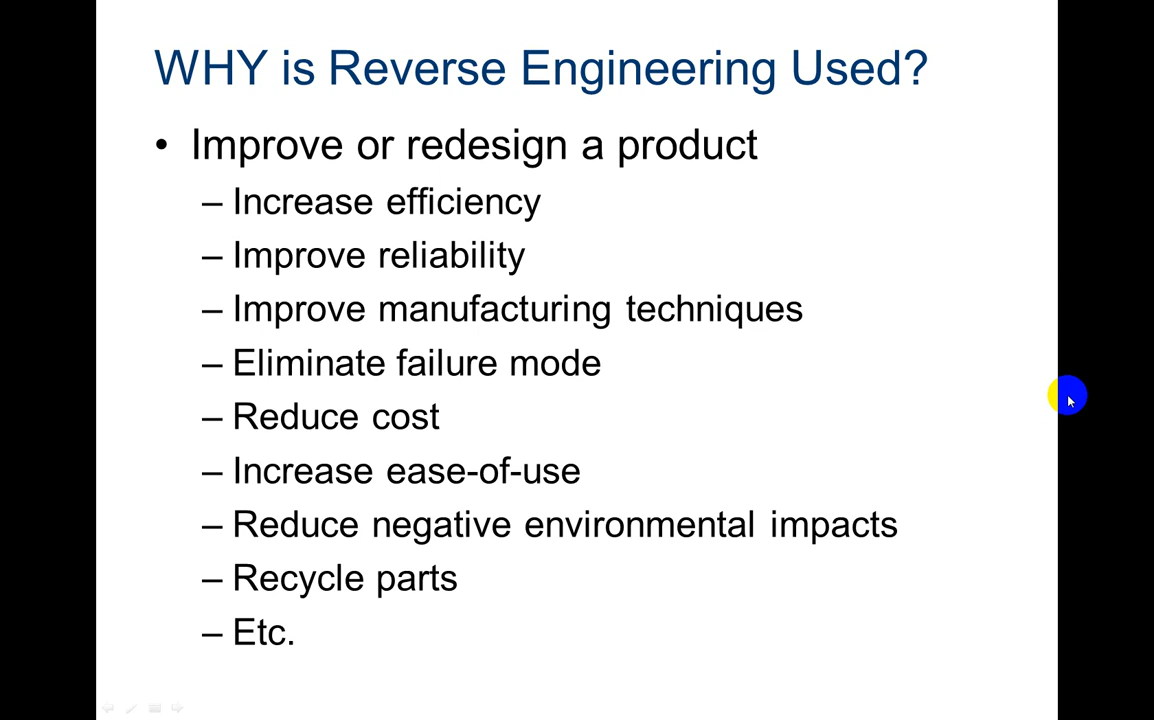 WHY is Reverse Engineering Used?
• Improve or redesign a product
– Increase efficiency
– Improve reliability
– Improve manufacturing techniques
– Eliminate failure mode
– Reduce cost
– Increase ease-of-use
– Reduce negative environmental impacts
– Recycle parts
– Etc.